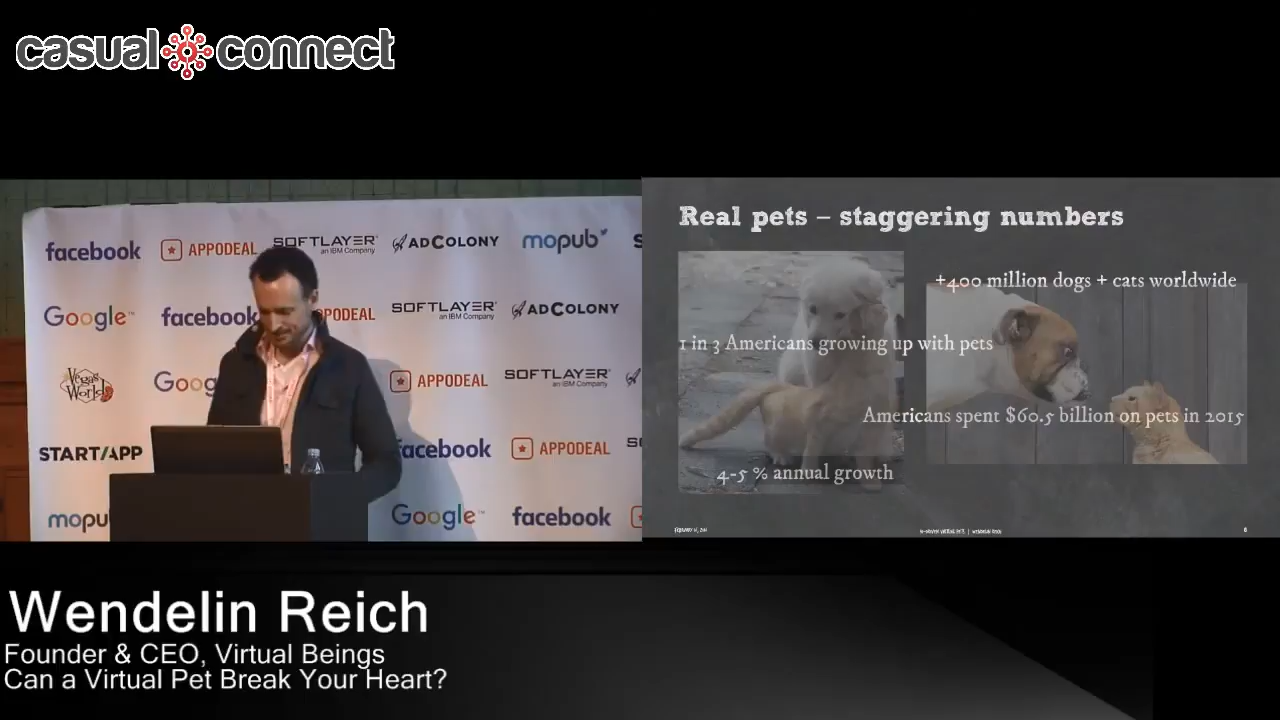 casual connect
facebook APPODEAL SOFTLAYER ADCOLONY mopub S
an IBM Company
Google facebook APPODEAL SOFTLAYER ADCOLONY
an IBM Company
Vegas World Goog APPODEAL SOFTLAYER
an IBM Company
STARTAPP facebook APPODEAL
mopu Google facebook
Real pets – staggering numbers
+400 million dogs + cats worldwide
1 in 3 Americans growing up with pets
Americans spent $60.5 billion on pets in 2015
4-5 % annual growth
Wendelin Reich
Founder & CEO, Virtual Beings
Can a Virtual Pet Break Your Heart?